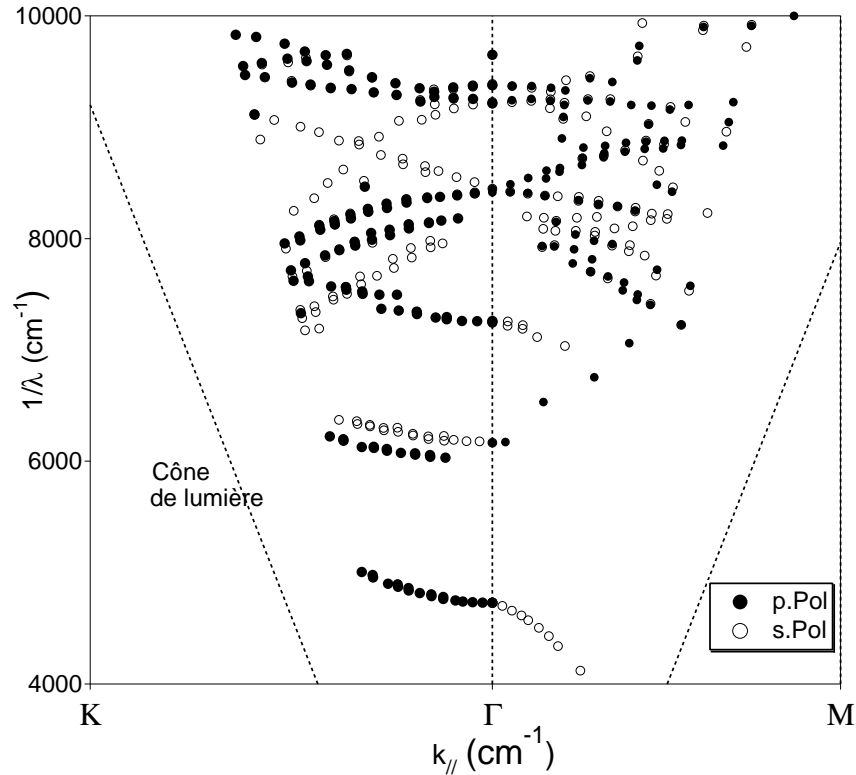 10000
8000
6000
4000
1/λ (cm⁻¹)
Cône
de lumière
p.Pol
s.Pol
K
Γ
M
k// (cm⁻¹)